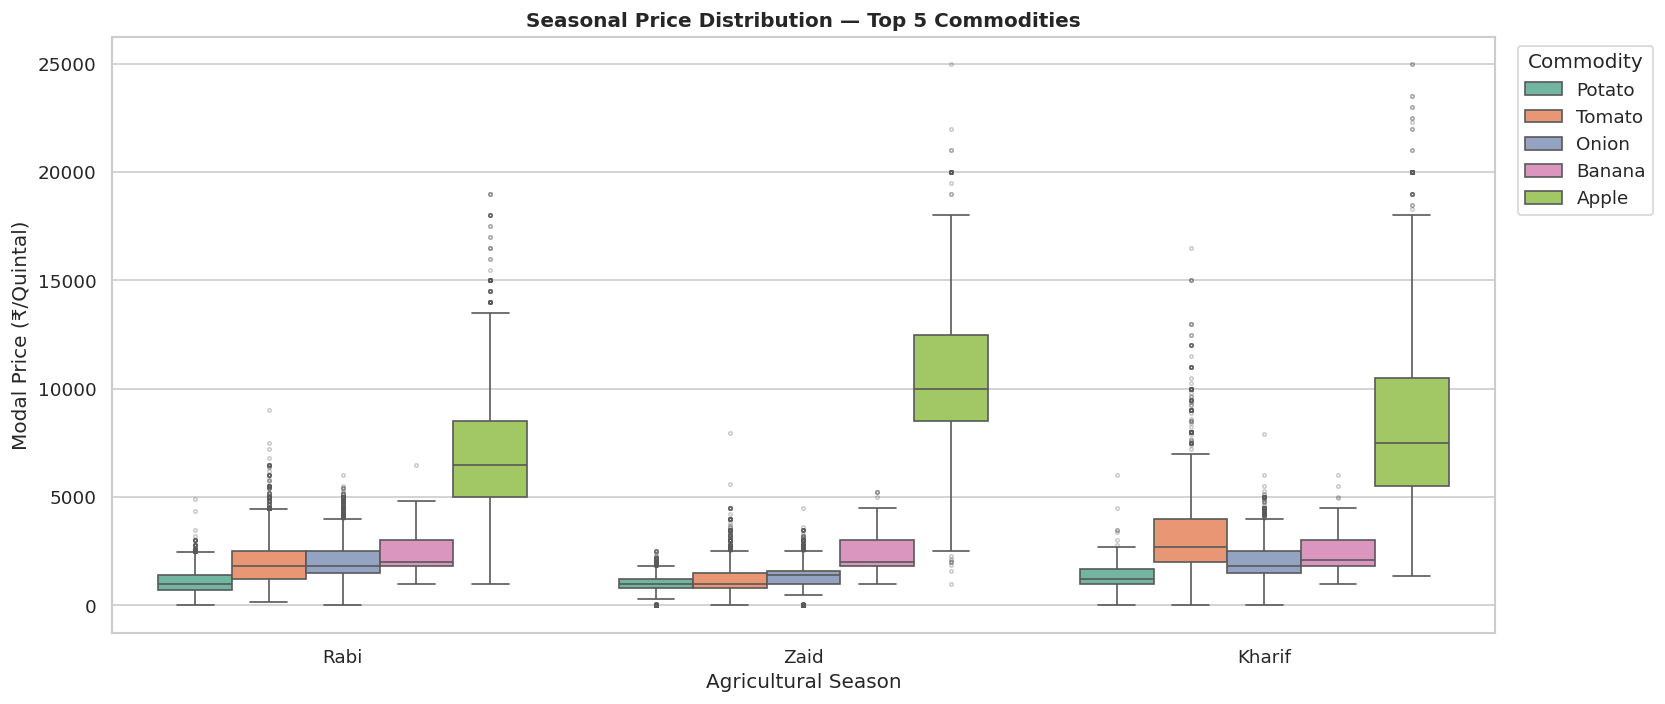 Seasonal Price Distribution — Top 5 Commodities
Modal Price (₹/Quintal)
25000
20000
15000
10000
5000
0
Rabi
Zaid
Kharif
Agricultural Season
Commodity
Potato
Tomato
Onion
Banana
Apple